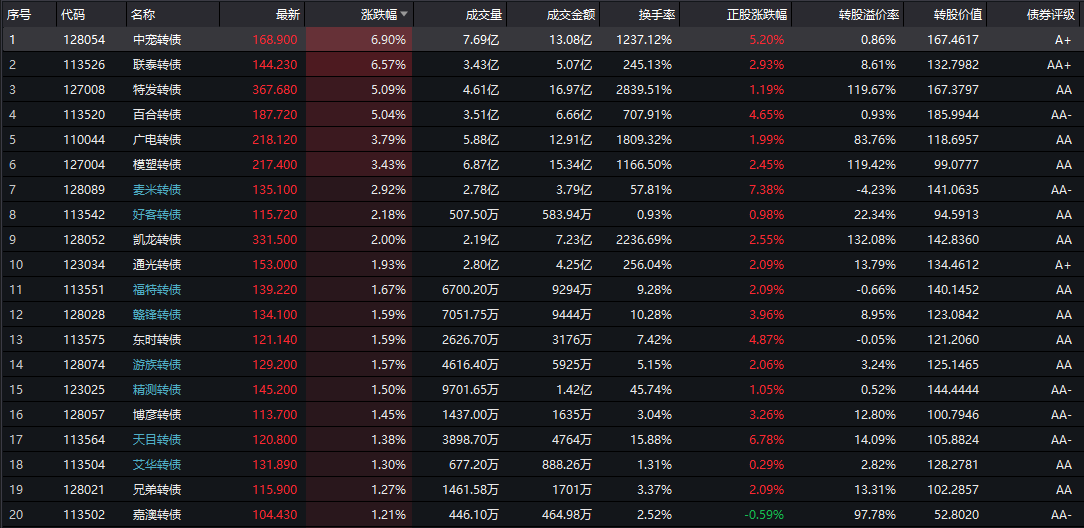 序号 代码 名称 最新 涨跌幅 成交量 成交金额 换手率 正股涨跌幅 转股溢价率 转股价值 债券评级
1 128054 中宠转债 168.900 6.90% 7.69亿 13.08亿 1237.12% 5.20% 0.86% 167.4617 A+
2 113526 联泰转债 144.230 6.57% 3.43亿 5.07亿 245.13% 2.93% 8.61% 132.7982 AA+
3 127008 特发转债 367.680 5.09% 4.61亿 16.97亿 2839.51% 1.19% 119.67% 167.3797 AA
4 113520 百合转债 187.720 5.04% 3.51亿 6.66亿 707.91% 4.65% 0.93% 185.9944 AA-
5 110044 广电转债 218.120 3.79% 5.88亿 12.91亿 1809.32% 1.99% 83.76% 118.6957 AA
6 127004 模塑转债 217.400 3.43% 6.87亿 15.34亿 1166.50% 2.45% 119.42% 99.0777 AA
7 128089 麦米转债 135.100 2.92% 2.78亿 3.79亿 57.81% 7.38% -4.23% 141.0635 AA-
8 113542 好客转债 115.720 2.18% 507.50万 583.94万 0.93% 0.98% 22.34% 94.5913 AA
9 128052 凯龙转债 331.500 2.00% 2.19亿 7.23亿 2236.69% 2.55% 132.08% 142.8360 AA
10 123034 通光转债 153.000 1.93% 2.80亿 4.25亿 256.04% 2.09% 13.79% 134.4612 A+
11 113551 福特转债 139.220 1.67% 6700.20万 9294万 9.28% 2.09% -0.66% 140.1452 AA
12 128028 赣锋转债 134.100 1.59% 7051.75万 9444万 10.28% 3.96% 8.95% 123.0842 AA
13 113575 东时转债 121.140 1.59% 2626.70万 3176万 7.42% 4.87% -0.05% 121.2060 AA
14 128074 游族转债 129.200 1.57% 4616.40万 5925万 5.15% 2.06% 3.24% 125.1465 AA
15 123025 精测转债 145.200 1.50% 9701.65万 1.42亿 45.74% 1.05% 0.52% 144.4444 AA-
16 128057 博彦转债 113.700 1.45% 1437.00万 1635万 3.04% 3.26% 12.80% 100.7946 AA-
17 113564 天目转债 120.800 1.38% 3898.70万 4764万 15.88% 6.78% 14.09% 105.8824 AA-
18 113504 艾华转债 131.890 1.30% 677.20万 888.26万 1.31% 0.29% 2.82% 128.2781 AA
19 128021 兄弟转债 115.900 1.27% 1461.58万 1701万 3.37% 2.09% 13.31% 102.2857 AA
20 113502 嘉澳转债 104.430 1.21% 446.10万 464.98万 2.52% -0.59% 97.78% 52.8020 AA-